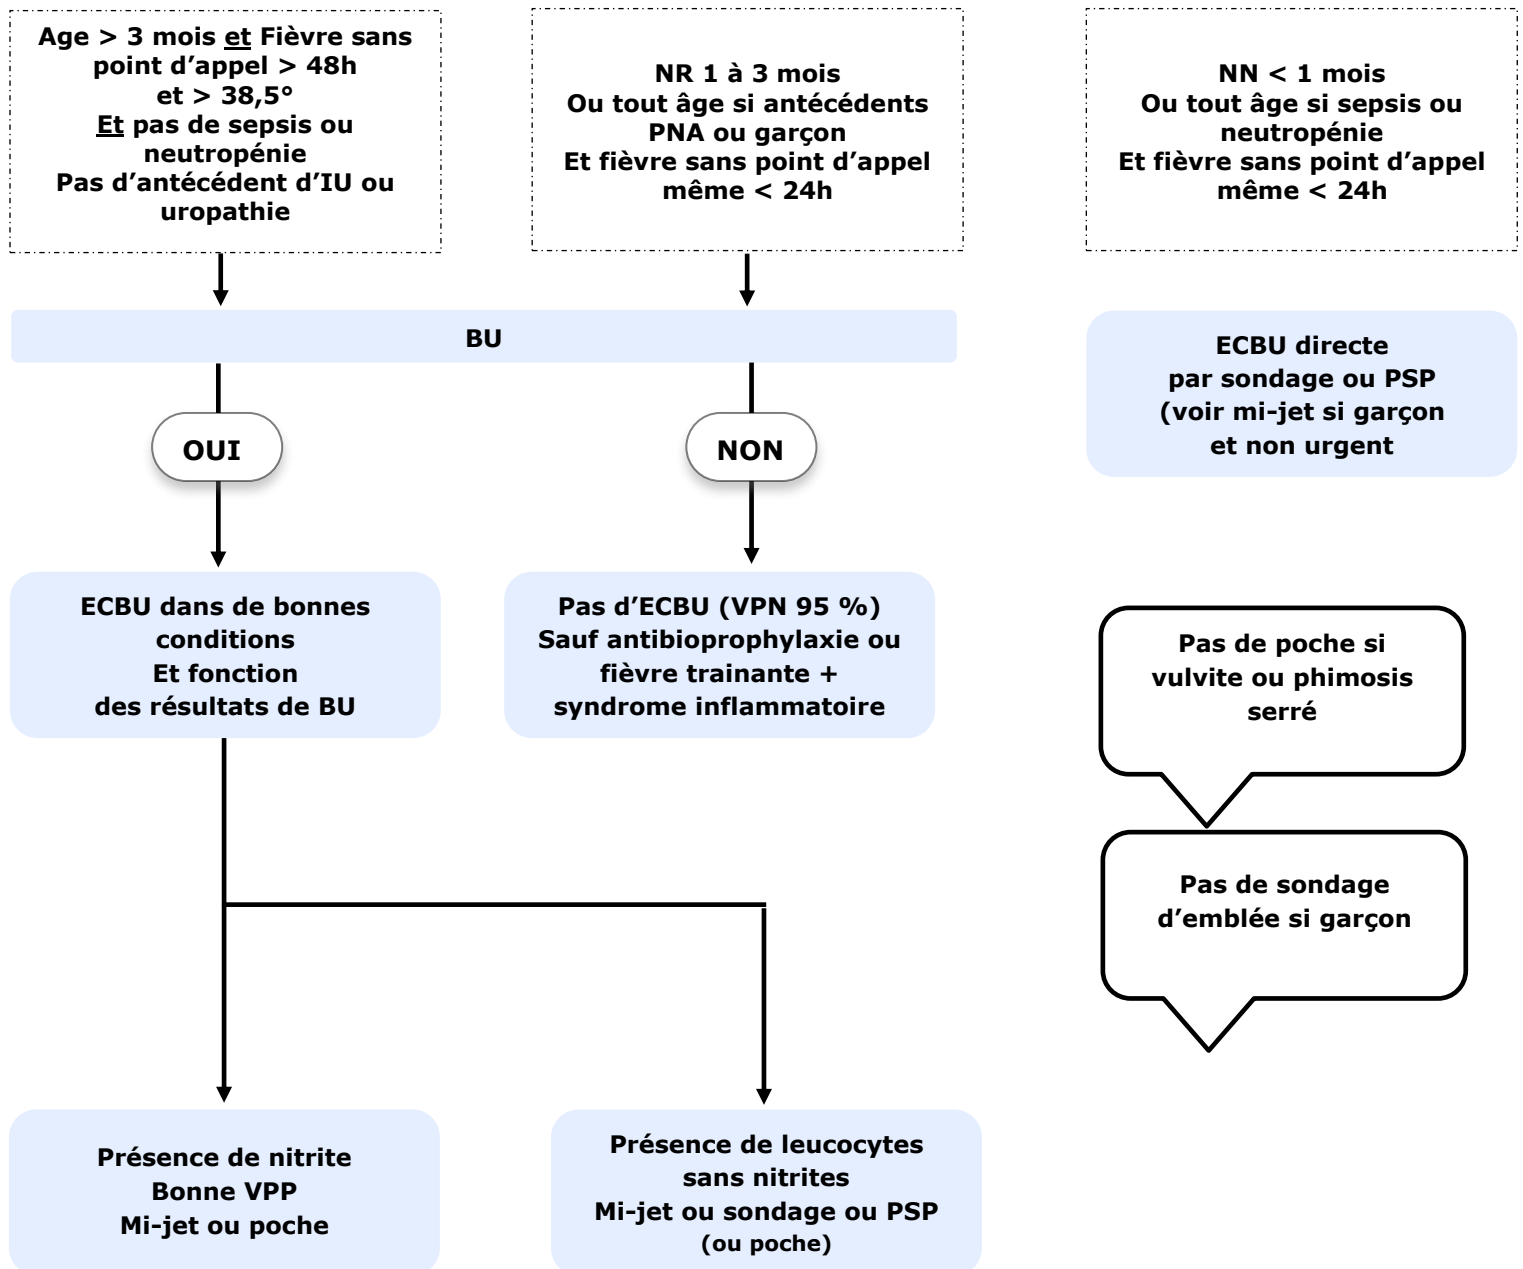 Age > 3 mois et Fièvre sans
point d’appel > 48h
et > 38,5°
Et pas de sepsis ou
neutropénie
Pas d’antécédent d’IU ou
uropathie
NR 1 à 3 mois
Ou tout âge si antécédents
PNA ou garçon
Et fièvre sans point d’appel
même < 24h
NN < 1 mois
Ou tout âge si sepsis ou
neutropénie
Et fièvre sans point d’appel
même < 24h
BU
ECBU directe
par sondage ou PSP
(voir mi-jet si garçon
et non urgent
OUI
NON
ECBU dans de bonnes
conditions
Et fonction
des résultats de BU
Pas d’ECBU (VPN 95 %)
Sauf antibioprophylaxie ou
fièvre trainante +
syndrome inflammatoire
Pas de poche si
vulvite ou phimosis
serré
Pas de sondage
d’emblée si garçon
Présence de nitrite
Bonne VPP
Mi-jet ou poche
Présence de leucocytes
sans nitrites
Mi-jet ou sondage ou PSP
(ou poche)